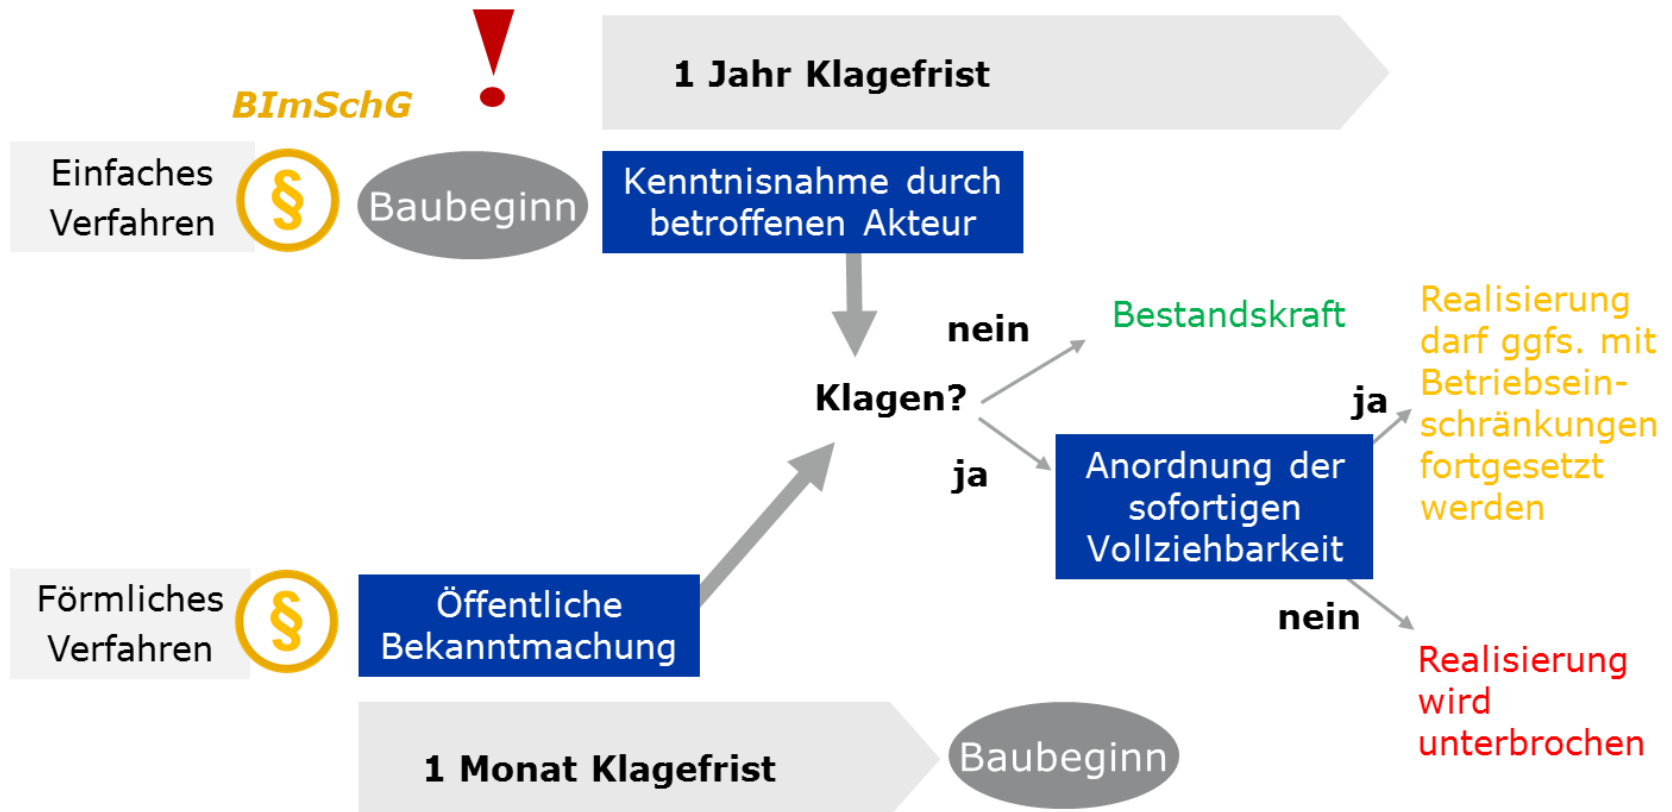 1 Jahr Klagefrist
BImSchG
Einfaches
Verfahren
§
Baubeginn
Kenntnisnahme durch
betroffenen Akteur
Klagen?
nein
Bestandskraft
ja
Anordnung der
sofortigen
Vollziehbarkeit
ja
Realisierung
darf ggfs. mit
Betriebsein-
schränkungen
fortgesetzt
werden
nein
Realisierung
wird
unterbrochen
Förmliches
Verfahren
§
Öffentliche
Bekanntmachung
1 Monat Klagefrist
Baubeginn